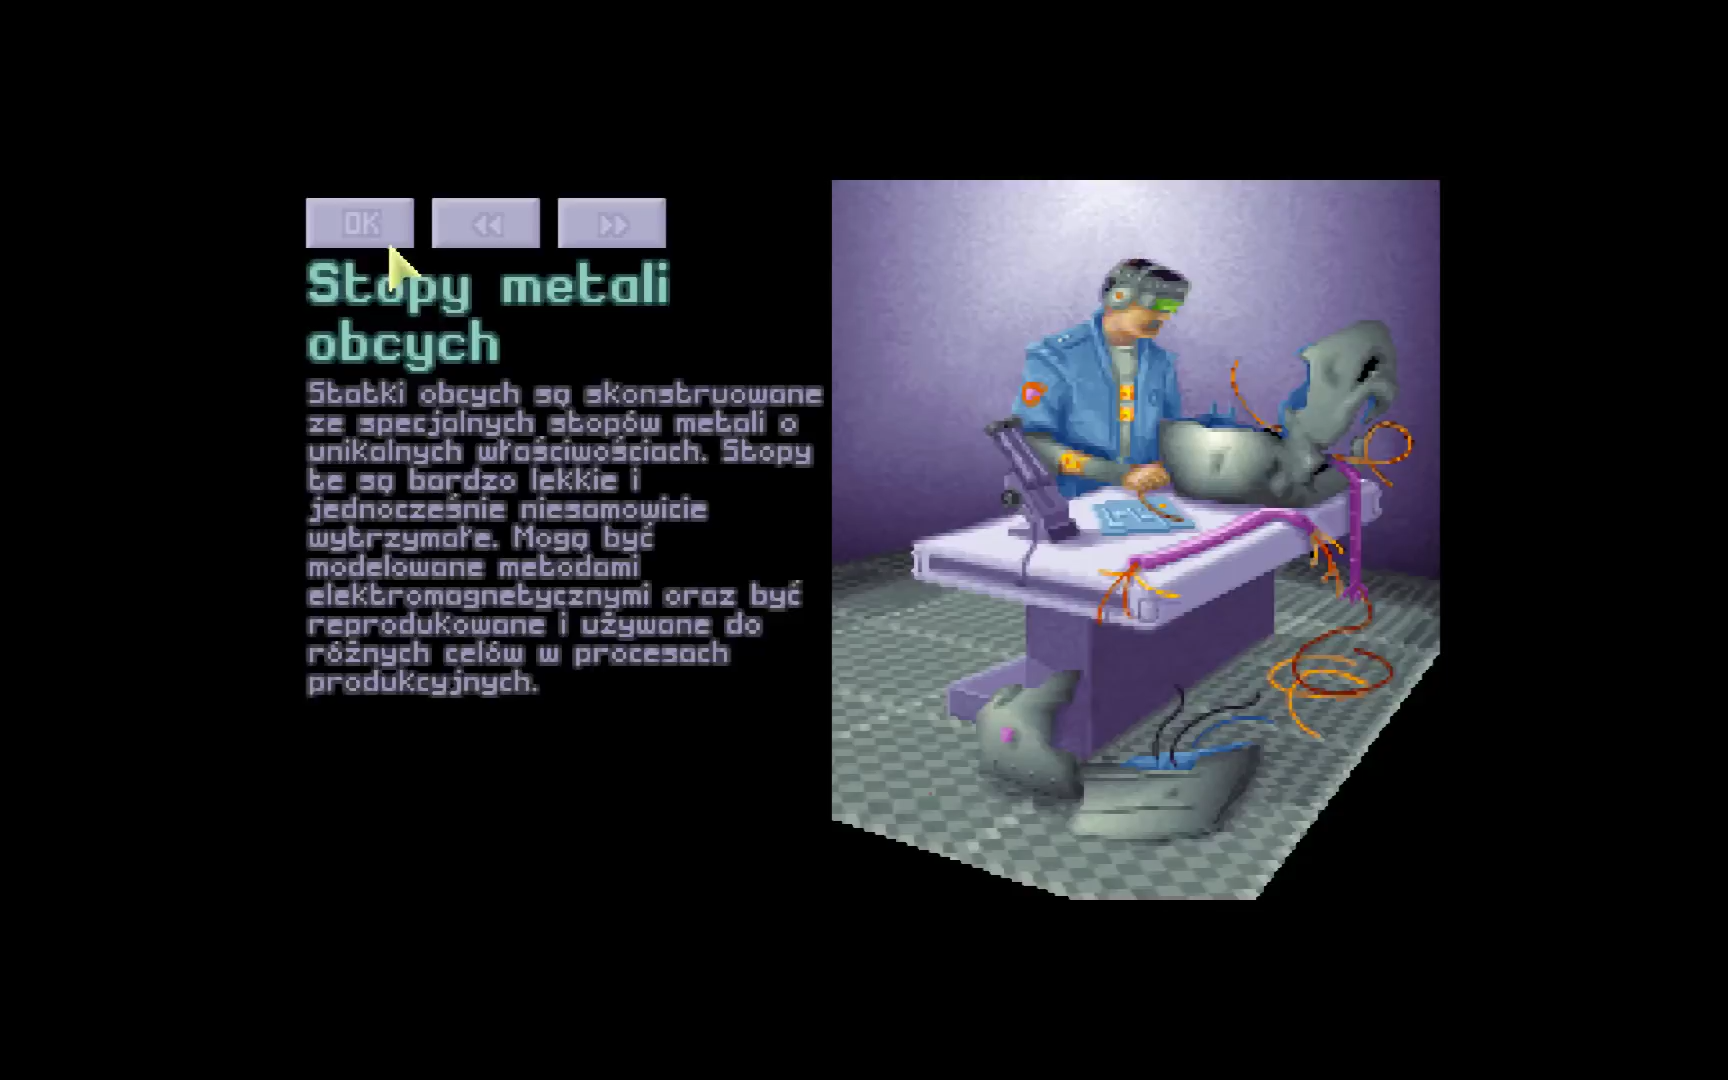 OK
Stopy metali
obcych
Statki obcych są skonstruowane
ze specjalnych stopów metali o
unikalnych właściwościach. Stopy
te są bardzo lekkie i
jednocześnie niesamowicie
wytrzymałe. Mogą być
modelowane metodami
elektromagnetycznymi oraz być
reprodukowane i używane do
różnych celów w procesach
produkcyjnych.